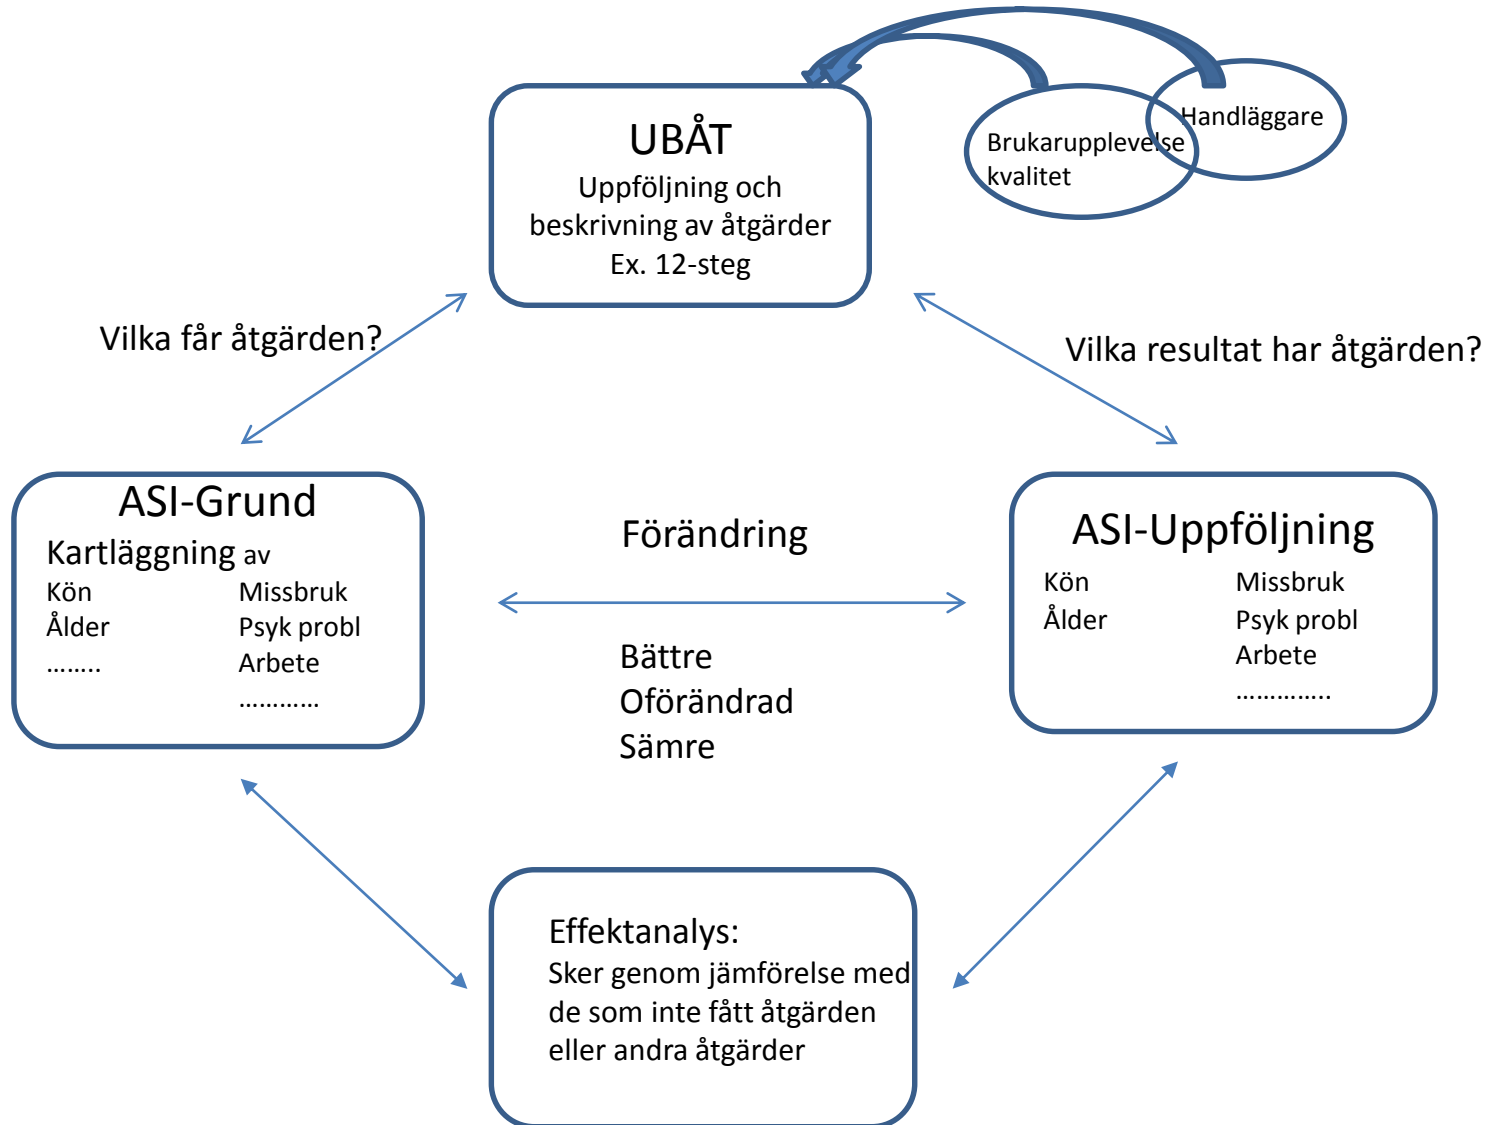 UBÅT
Uppföljning och
beskrivning av åtgärder
Ex. 12-steg
Brukarupplevelse
kvalitet
Handläggare
Vilka får åtgärden?
Vilka resultat har åtgärden?
ASI-Grund
Kartläggning av
Kön Missbruk
Ålder Psyk probl
…….. Arbete
…………
Förändring
Bättre
Oförändrad
Sämre
ASI-Uppföljning
Kön Missbruk
Ålder Psyk probl
Arbete
…………..
Effektanalys:
Sker genom jämförelse med
de som inte fått åtgärden
eller andra åtgärder